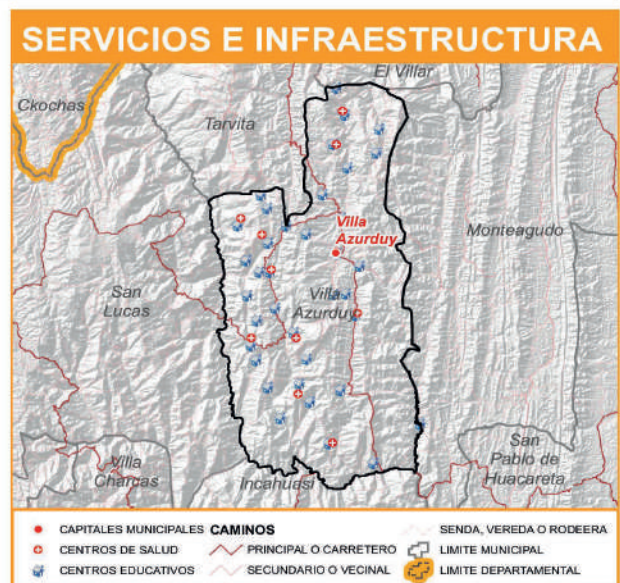 SERVICIOS E INFRAESTRUCTURA
El Villar
Ckochas
Tarvita
Villa
Azurduy
Monteagudo
San
Lucas
Villa
Azurduy
San
Pablo de
Huacareta
Villa
Charcas
Incahuasi
CAPITALES MUNICIPALES
CENTROS DE SALUD
CENTROS EDUCATIVOS
CAMINOS
PRINCIPAL O CARRETERO
SECUNDARIO O VECINAL
SENDA, VEREDA O RODEERA
LIMITE MUNICIPAL
LIMITE DEPARTAMENTAL